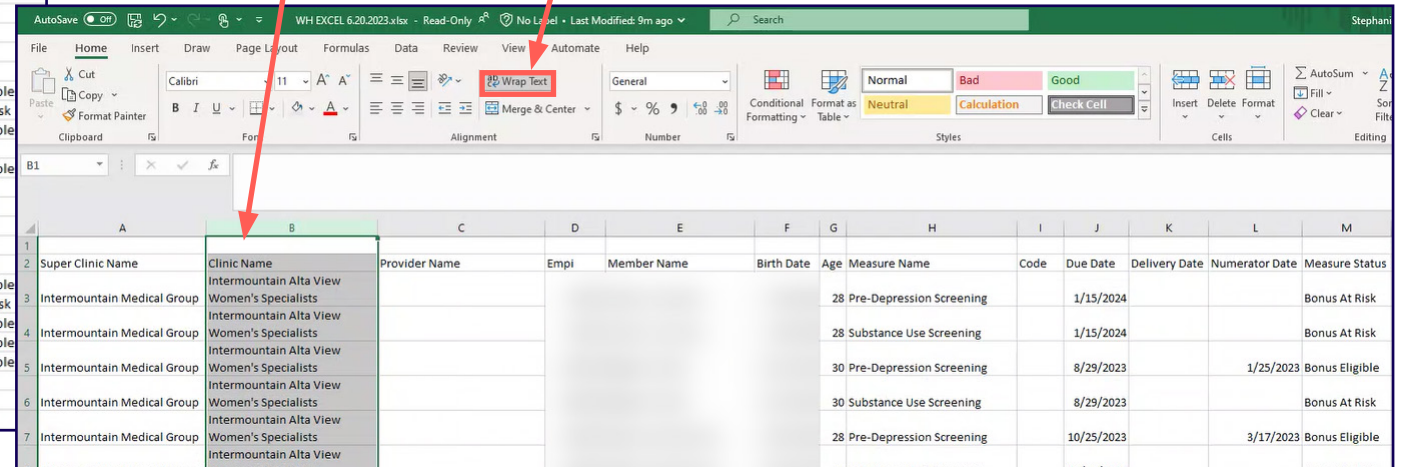 AutoSave Off WH EXCEL 6.20.2023.xlsx - Read-Only No Label • Last Modified: 9m ago Search Stephani
File Home Insert Draw Page Layout Formulas Data Review View Automate Help
Cut Calibri 11 A A Wrap Text General Normal Bad Good AutoSum
Paste Copy B I U A Merge & Center $ % Conditional Formatting Format as Table Neutral Calculation Check Cell Insert Delete Format Fill
Format Painter Clear
Clipboard Font Alignment Number Styles Cells Editing
B1 fx
A B C D E F G H I J K L M
1
2 Super Clinic Name Clinic Name Provider Name Empi Member Name Birth Date Age Measure Name Code Due Date Delivery Date Numerator Date Measure Status
Intermountain Alta View
3 Intermountain Medical Group Women's Specialists 28 Pre-Depression Screening 1/15/2024 Bonus At Risk
Intermountain Alta View
4 Intermountain Medical Group Women's Specialists 28 Substance Use Screening 1/15/2024 Bonus At Risk
Intermountain Alta View
5 Intermountain Medical Group Women's Specialists 30 Pre-Depression Screening 8/29/2023 1/25/2023 Bonus Eligible
Intermountain Alta View
6 Intermountain Medical Group Women's Specialists 30 Substance Use Screening 8/29/2023 Bonus At Risk
Intermountain Alta View
7 Intermountain Medical Group Women's Specialists 28 Pre-Depression Screening 10/25/2023 3/17/2023 Bonus Eligible
Intermountain Alta View